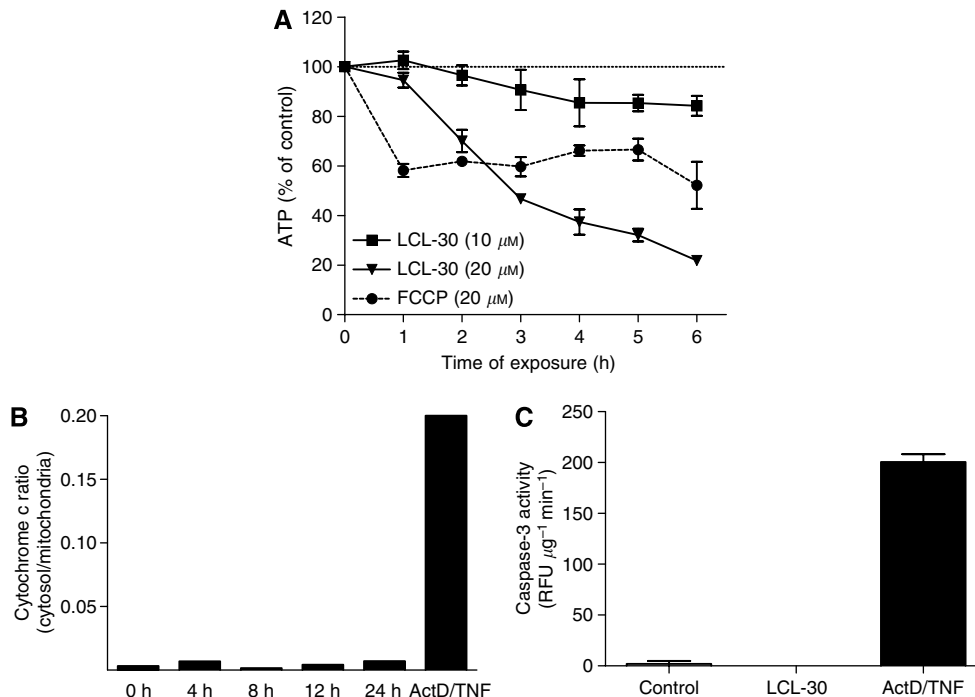 A
120
100
80
60
40
20
0
ATP (% of control)
LCL-30 (10 μM)
LCL-30 (20 μM)
FCCP (20 μM)
0 1 2 3 4 5 6
Time of exposure (h)
B
0.20
0.15
0.10
0.05
Cytochrome c ratio
(cytosol/mitochondria)
0 h 4 h 8 h 12 h 24 h ActD/TNF
C
250
200
150
100
50
0
Caspase-3 activity
(RFU μg⁻¹ min⁻¹)
Control LCL-30 ActD/TNF